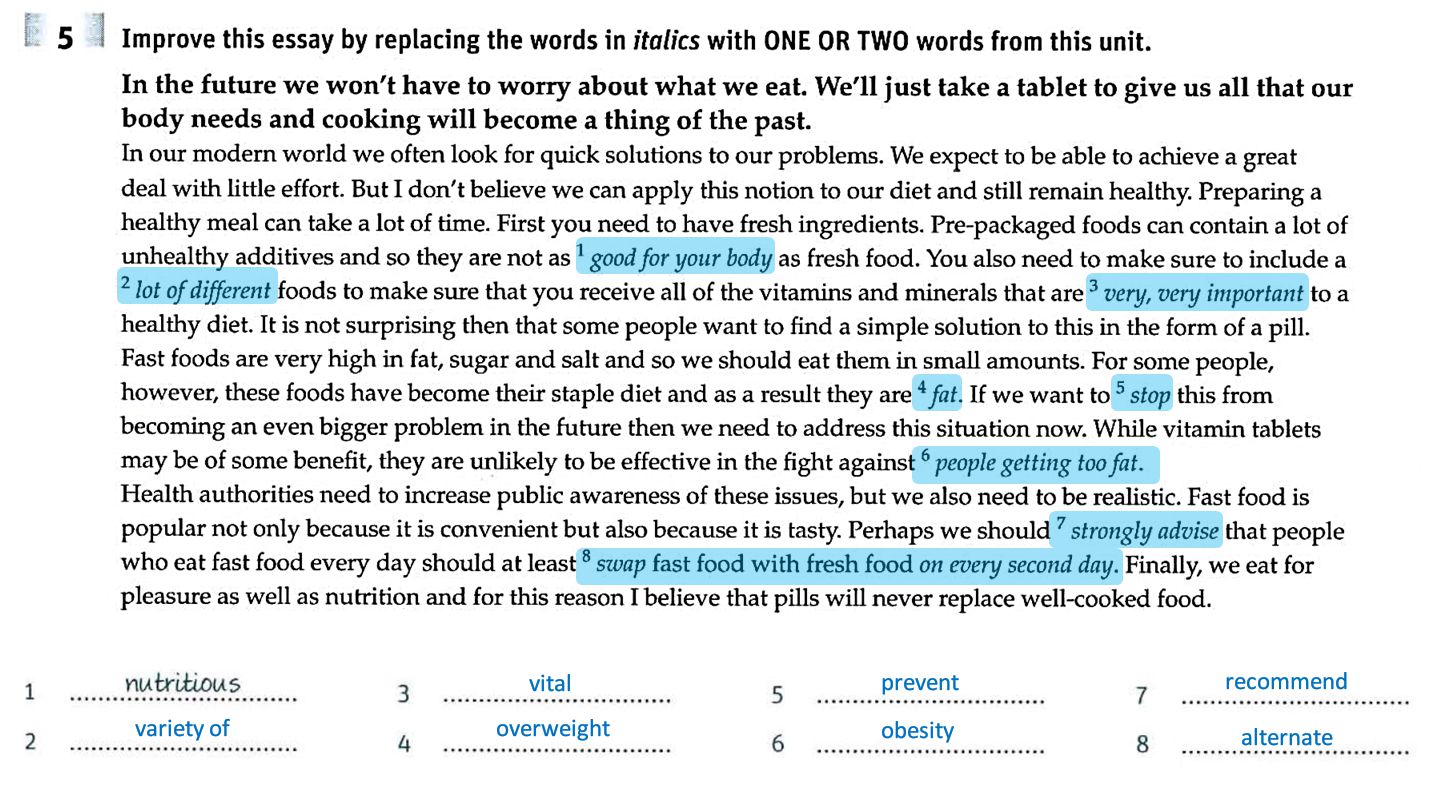 5 Improve this essay by replacing the words in italics with ONE OR TWO words from this unit.
In the future we won't have to worry about what we eat. We'll just take a tablet to give us all that our
body needs and cooking will become a thing of the past.
In our modern world we often look for quick solutions to our problems. We expect to be able to achieve a great
deal with little effort. But I don't believe we can apply this notion to our diet and still remain healthy. Preparing a
healthy meal can take a lot of time. First you need to have fresh ingredients. Pre-packaged foods can contain a lot of
unhealthy additives and so they are not as 1 good for your body as fresh food. You also need to make sure to include a
2 lot of different foods to make sure that you receive all of the vitamins and minerals that are 3 very, very important to a
healthy diet. It is not surprising then that some people want to find a simple solution to this in the form of a pill.
Fast foods are very high in fat, sugar and salt and so we should eat them in small amounts. For some people,
however, these foods have become their staple diet and as a result they are 4 fat. If we want to 5 stop this from
becoming an even bigger problem in the future then we need to address this situation now. While vitamin tablets
may be of some benefit, they are unlikely to be effective in the fight against 6 people getting too fat.
Health authorities need to increase public awareness of these issues, but we also need to be realistic. Fast food is
popular not only because it is convenient but also because it is tasty. Perhaps we should 7 strongly advise that people
who eat fast food every day should at least 8 swap fast food with fresh food on every second day. Finally, we eat for
pleasure as well as nutrition and for this reason I believe that pills will never replace well-cooked food.
1 nutritious 3 vital 5 prevent 7 recommend
2 variety of 4 overweight 6 obesity 8 alternate